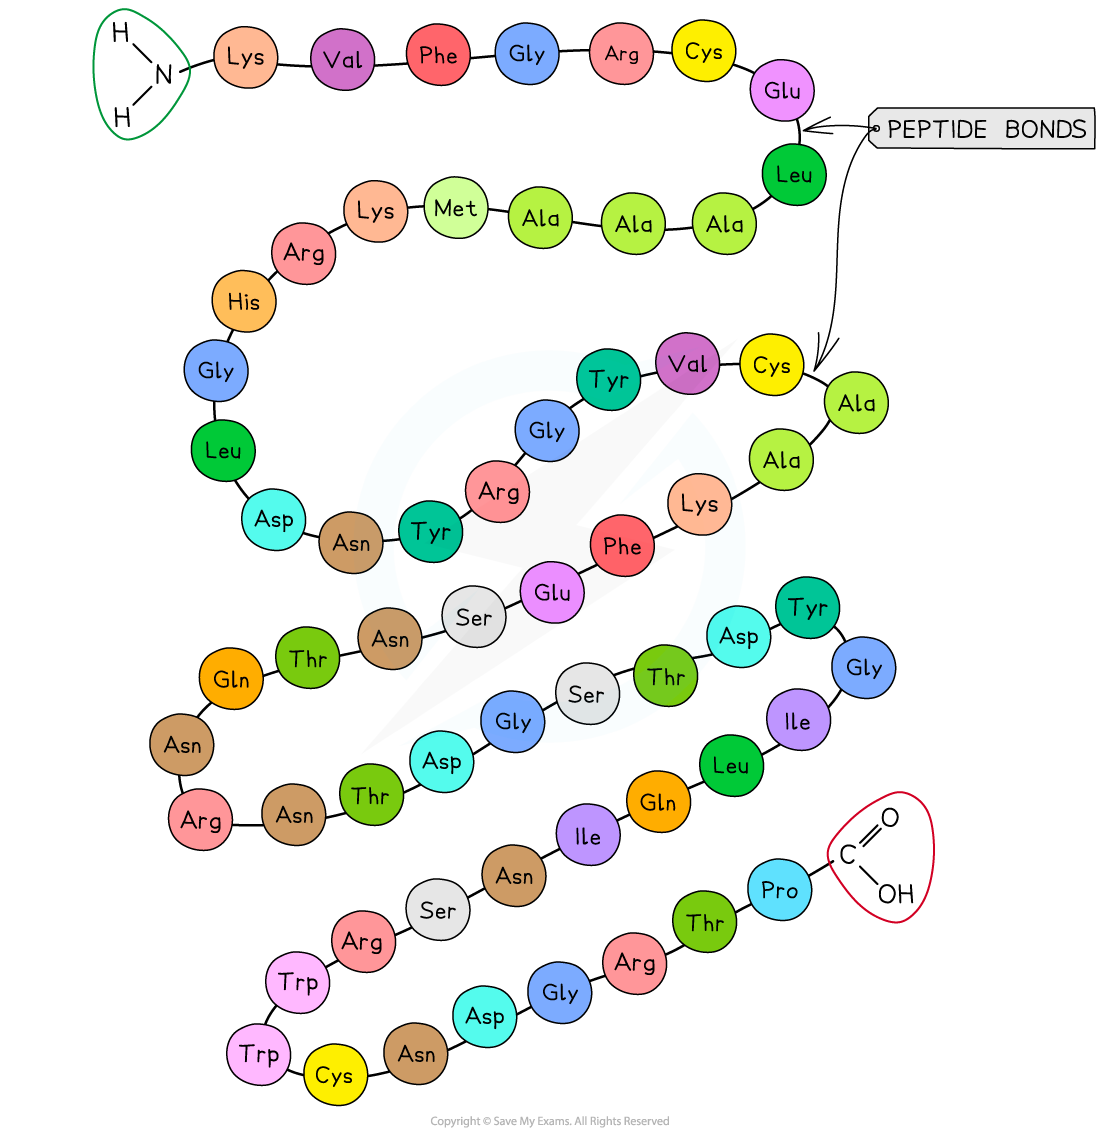 H
N
H
Lys
Val
Phe
Gly
Arg
Cys
Glu
PEPTIDE BONDS
Leu
Ala
Ala
Ala
Met
Lys
Arg
His
Gly
Leu
Asp
Asn
Tyr
Arg
Gly
Tyr
Val
Cys
Ala
Ala
Lys
Phe
Glu
Ser
Asn
Thr
Gln
Asn
Arg
Asn
Thr
Asp
Gly
Ser
Thr
Asp
Tyr
Gly
Ile
Leu
Gln
Ile
Asn
Ser
Arg
Trp
Trp
Cys
Asn
Asp
Gly
Arg
Thr
Pro
C
O
OH
Copyright © Save My Exams. All Rights Reserved